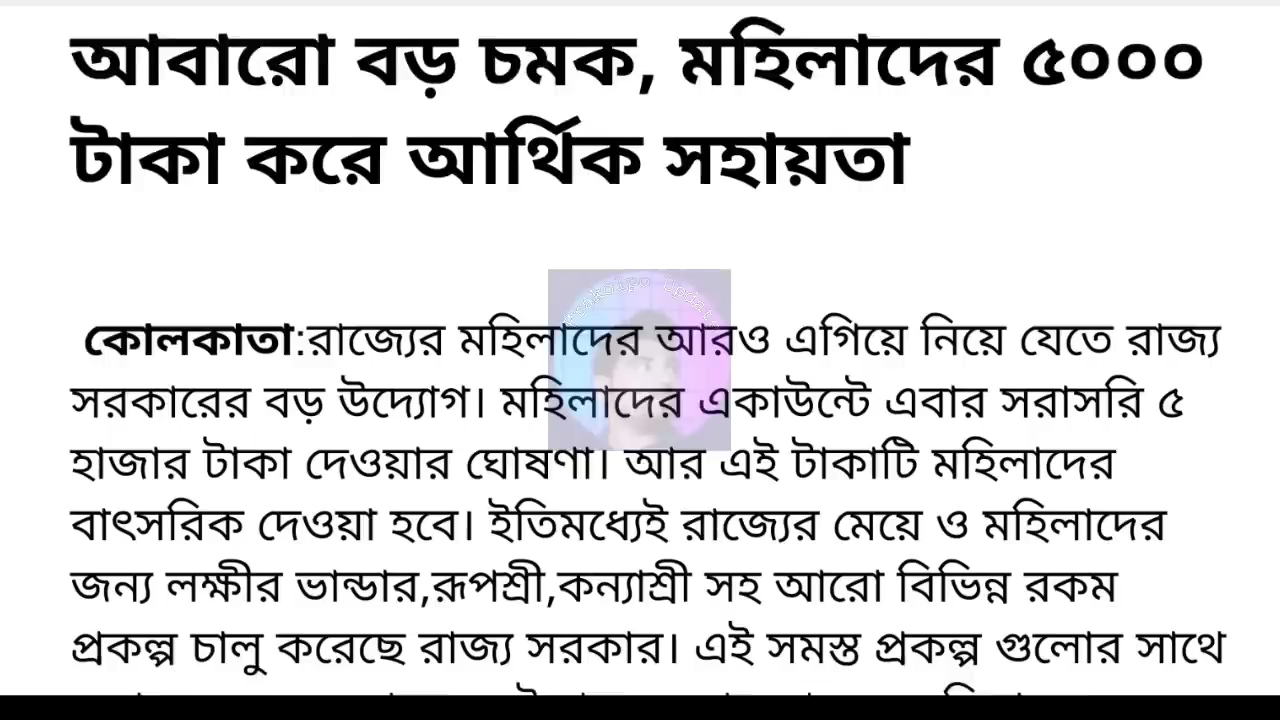 আবারো বড় চমক, মহিলাদের ৫০০০
টাকা করে আর্থিক সহায়তা
কোলকাতা:রাজ্যের মহিলাদের আরও এগিয়ে নিয়ে যেতে রাজ্য
সরকারের বড় উদ্যোগ। মহিলাদের একাউন্টে এবার সরাসরি ৫
হাজার টাকা দেওয়ার ঘোষণা। আর এই টাকাটি মহিলাদের
বাৎসরিক দেওয়া হবে। ইতিমধ্যেই রাজ্যের মেয়ে ও মহিলাদের
জন্য লক্ষীর ভান্ডার,রূপশ্রী,কন্যাশ্রী সহ আরো বিভিন্ন রকম
প্রকল্প চালু করেছে রাজ্য সরকার। এই সমস্ত প্রকল্প গুলোর সাথে